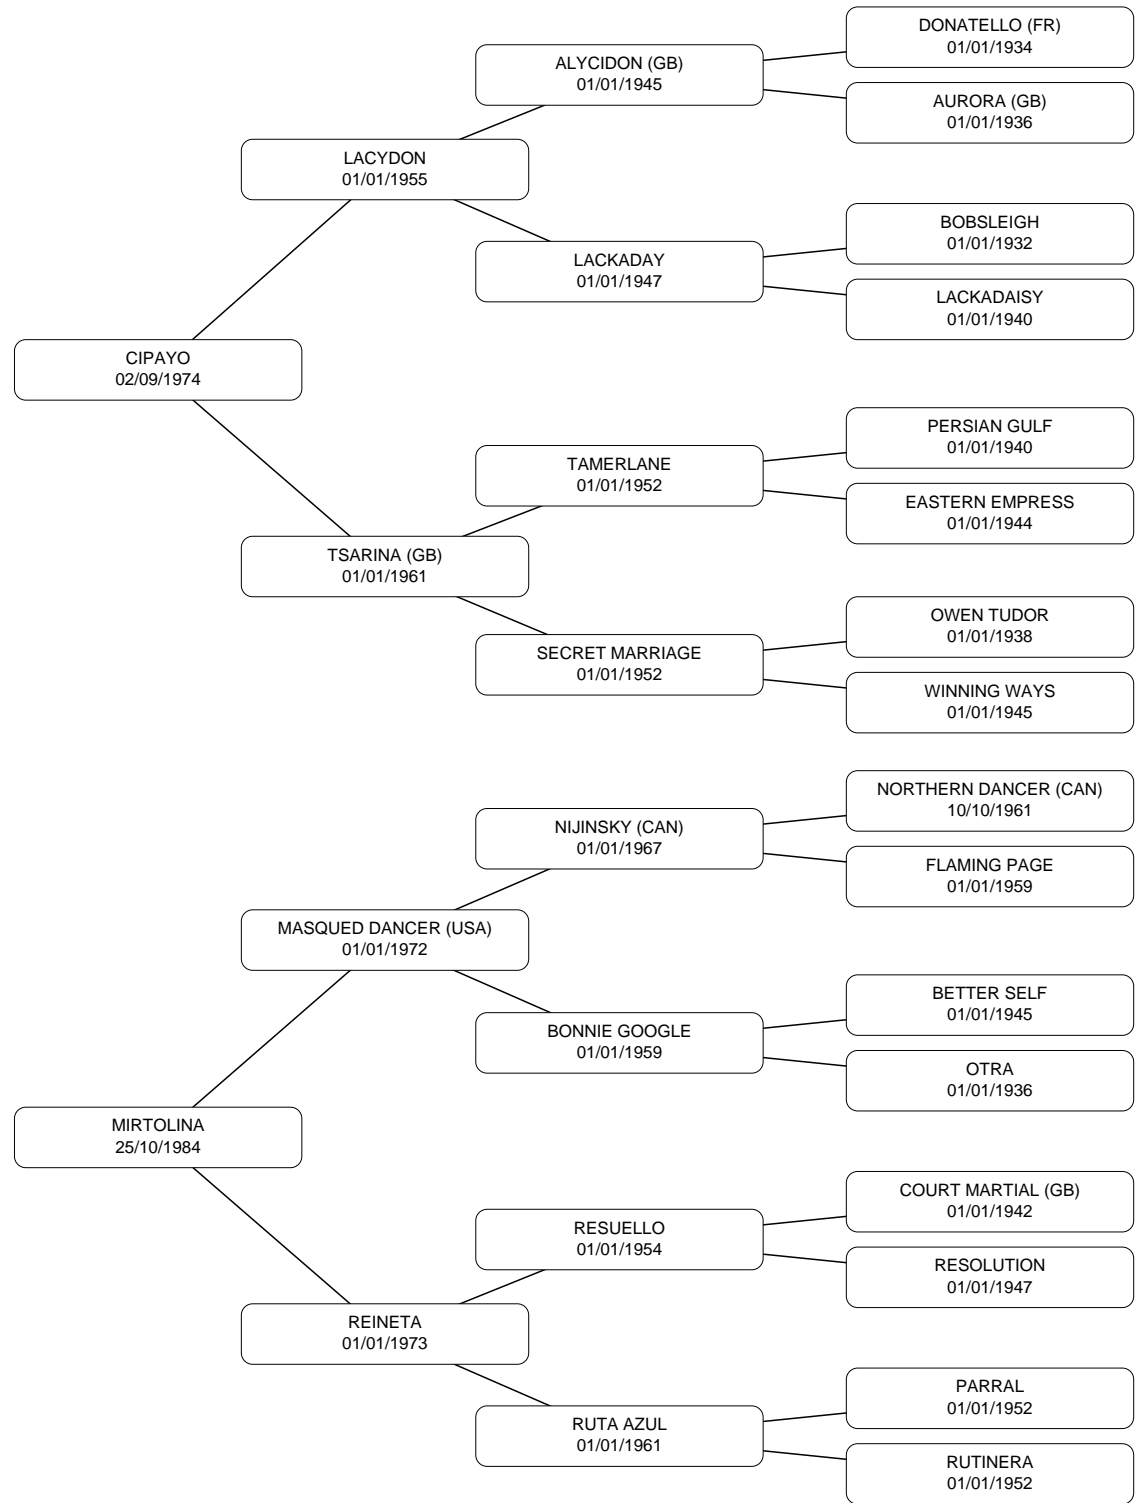 DONATELLO (FR)
01/01/1934
ALYCIDON (GB)
01/01/1945
AURORA (GB)
01/01/1936
LACYDON
01/01/1955
BOBSLEIGH
01/01/1932
LACKADAY
01/01/1947
LACKADAISY
01/01/1940
CIPAYO
02/09/1974
PERSIAN GULF
01/01/1940
TAMERLANE
01/01/1952
EASTERN EMPRESS
01/01/1944
TSARINA (GB)
01/01/1961
OWEN TUDOR
01/01/1938
SECRET MARRIAGE
01/01/1952
WINNING WAYS
01/01/1945
NORTHERN DANCER (CAN)
10/10/1961
NIJINSKY (CAN)
01/01/1967
FLAMING PAGE
01/01/1959
MASQUED DANCER (USA)
01/01/1972
BETTER SELF
01/01/1945
BONNIE GOOGLE
01/01/1959
OTRA
01/01/1936
MIRTOLINA
25/10/1984
COURT MARTIAL (GB)
01/01/1942
RESUELLO
01/01/1954
RESOLUTION
01/01/1947
REINETA
01/01/1973
PARRAL
01/01/1952
RUTA AZUL
01/01/1961
RUTINERA
01/01/1952